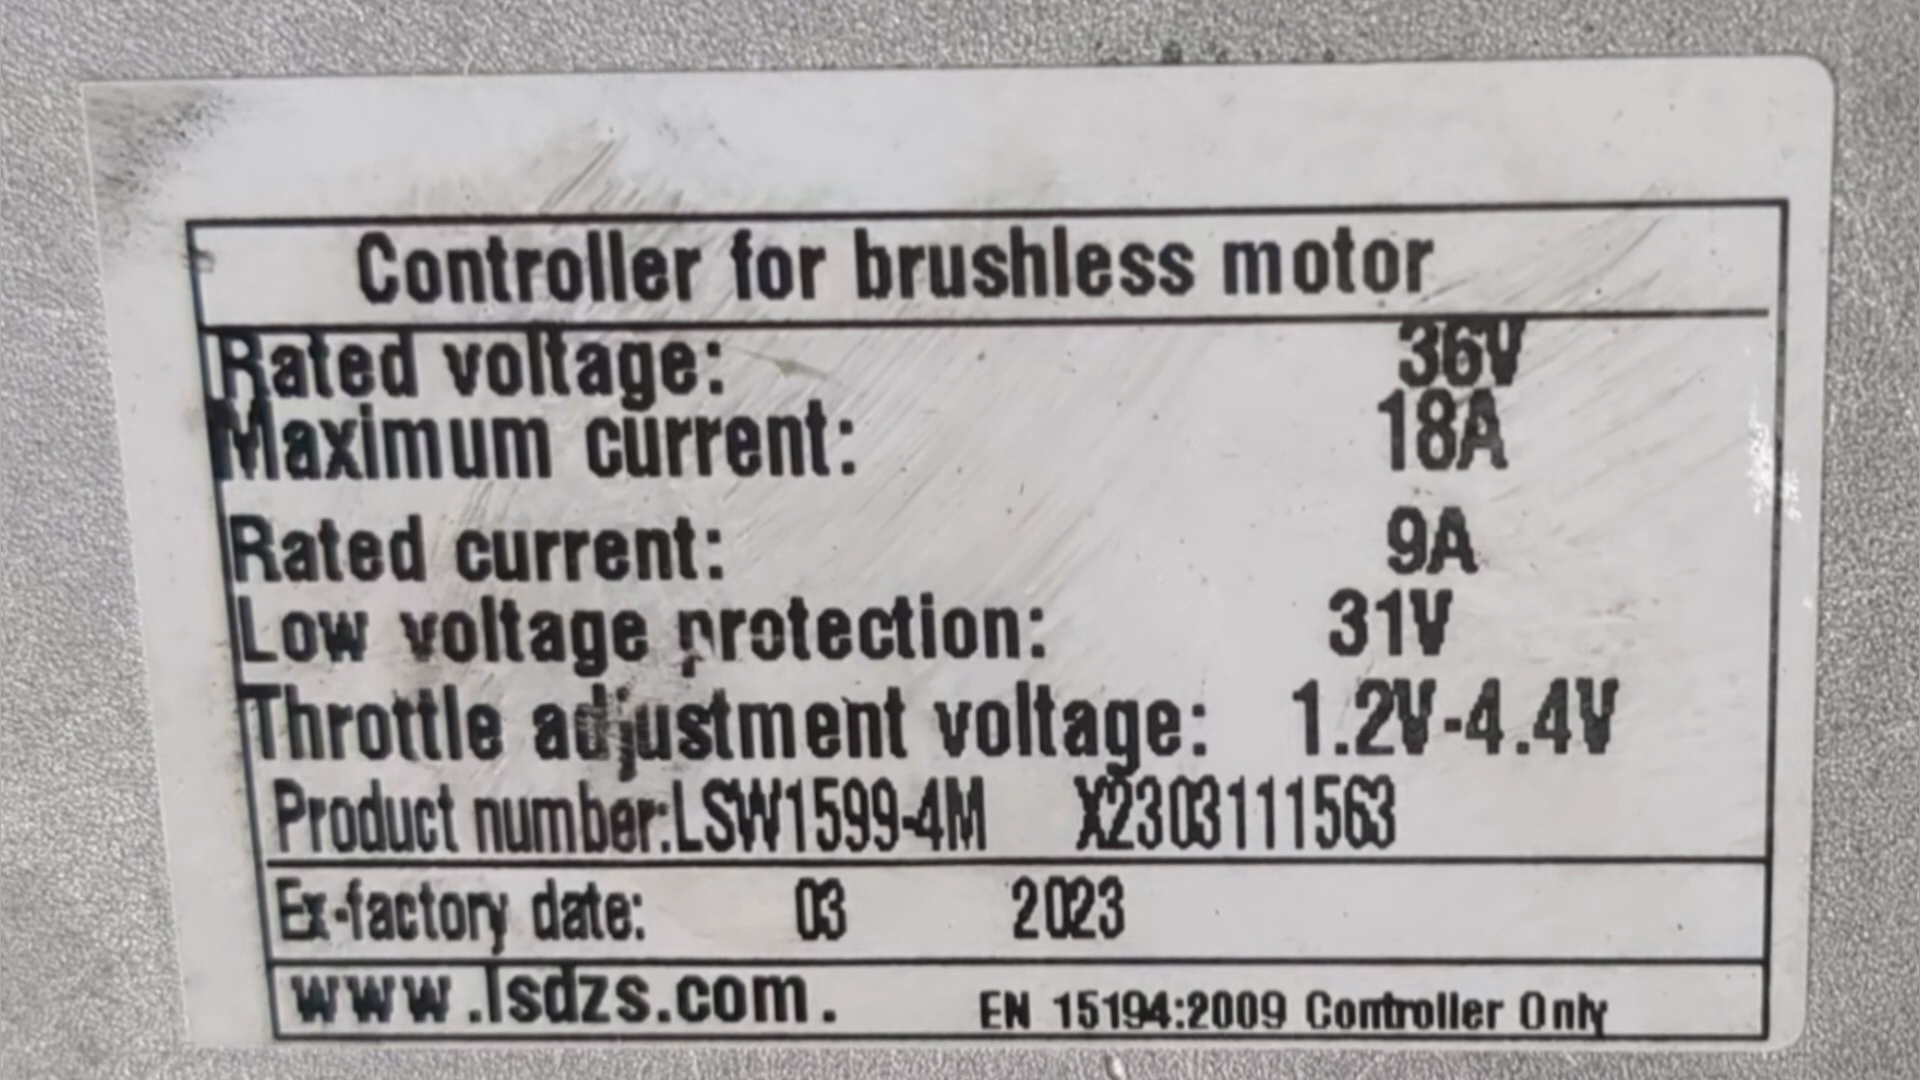 Controller for brushless motor
Rated voltage: 36V
Maximum current: 18A
Rated current: 9A
Low voltage protection: 31V
Throttle adjustment voltage: 1.2V-4.4V
Product number:LSW1599-4M X2303111563
Ex-factory date: 03 2023
www.lsdzs.com.
EN 15194:2009 Controller Only